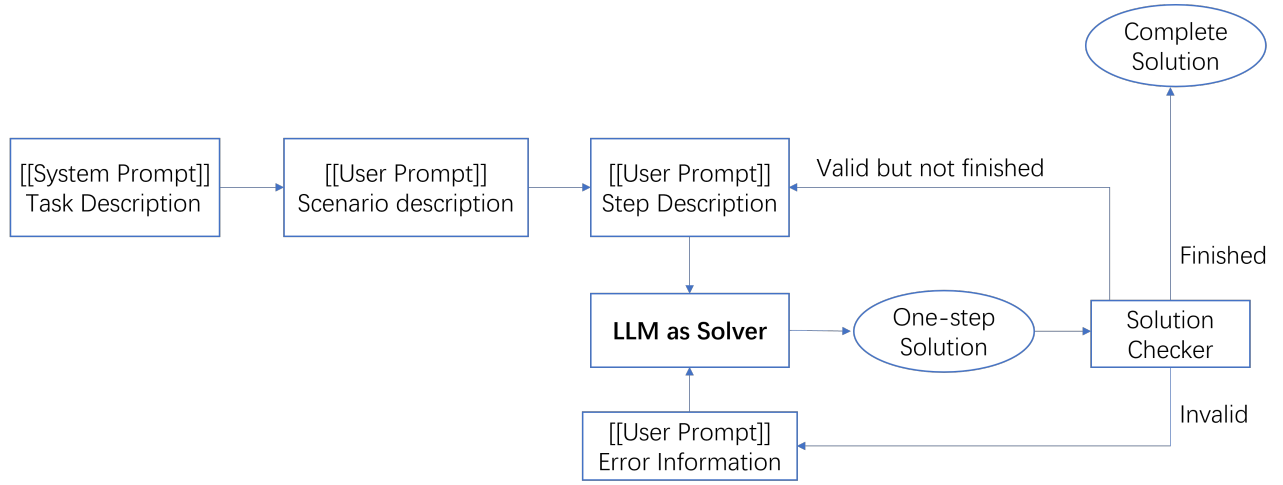 Complete
Solution
[[System Prompt]]
Task Description
[[User Prompt]]
Scenario description
[[User Prompt]]
Step Description
Valid but not finished
Finished
LLM as Solver
One-step
Solution
Solution
Checker
Invalid
[[User Prompt]]
Error Information